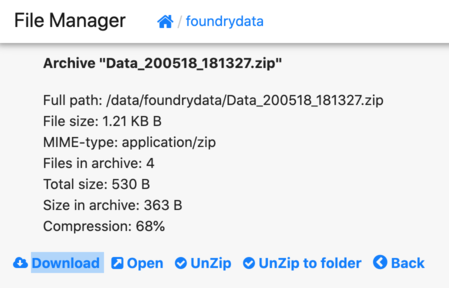 File Manager / foundrydata
Archive "Data_200518_181327.zip"
Full path: /data/foundrydata/Data_200518_181327.zip
File size: 1.21 KB B
MIME-type: application/zip
Files in archive: 4
Total size: 530 B
Size in archive: 363 B
Compression: 68%
Download Open UnZip UnZip to folder Back